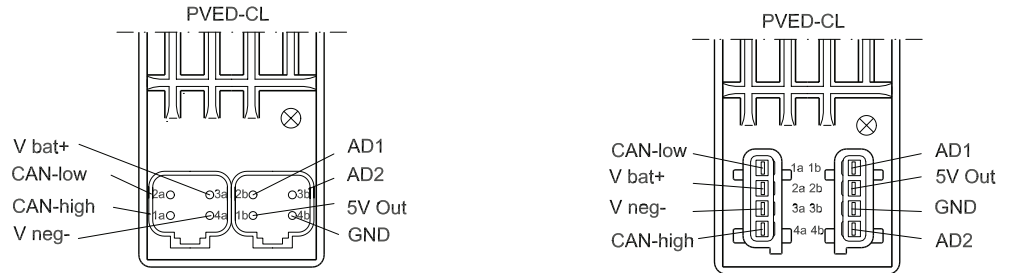 PVED-CL
V bat+
CAN-low
CAN-high
V neg-
2a 3a 2b 3b
1a 4a 1b 4b
AD1
AD2
5V Out
GND
PVED-CL
CAN-low
V bat+
V neg-
CAN-high
1a 1b
2a 2b
3a 3b
4a 4b
AD1
5V Out
GND
AD2